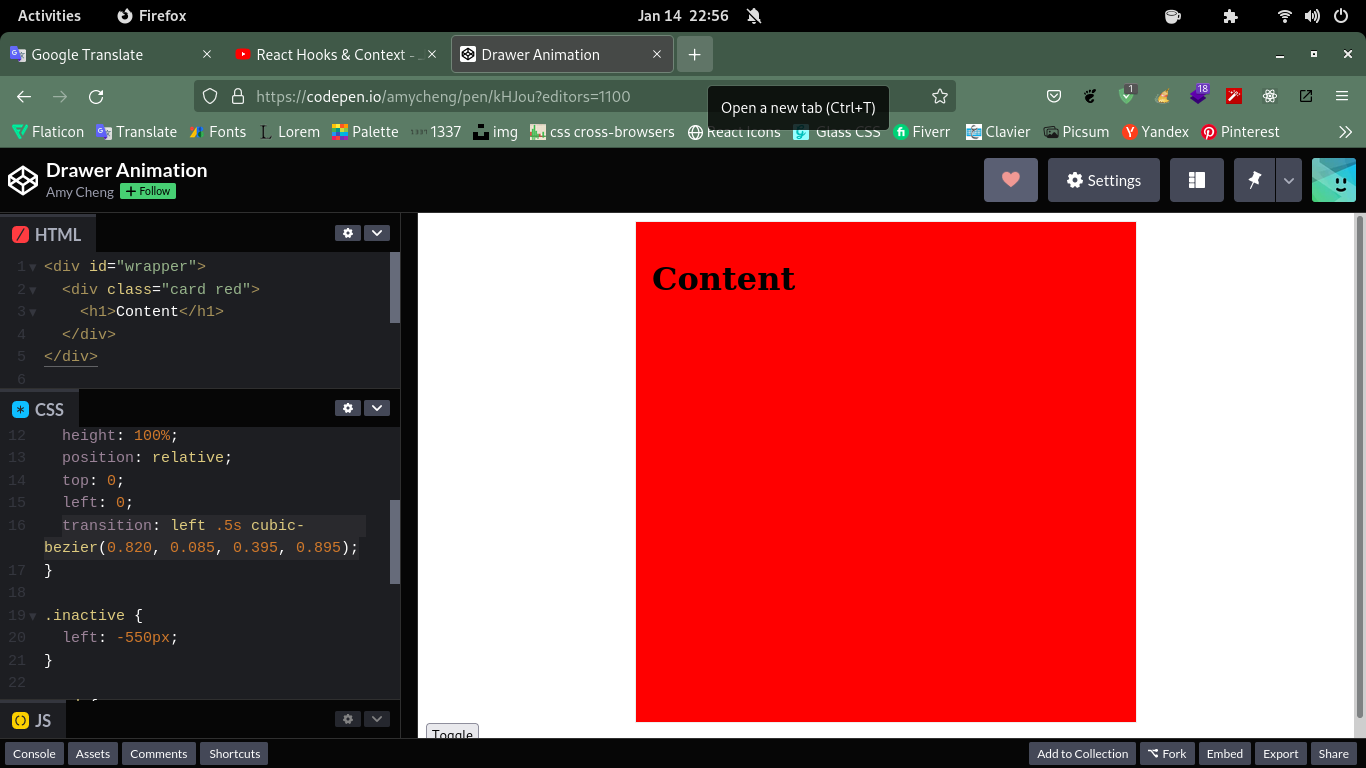 Activities
Firefox
Jan 14 22:56
Google Translate
React Hooks & Context -
Drawer Animation
https://codepen.io/amycheng/pen/kHJou?editors=1100
Open a new tab (Ctrl+T)
1
18
Flaticon
Translate
Fonts
Lorem
Palette
1337
img
css cross-browsers
React Icons
Glass CSS
Fiverr
Clavier
Picsum
Yandex
Pinterest
Drawer Animation
Amy Cheng
+ Follow
Settings
HTML
1 <div id="wrapper">
2 <div class="card red">
3 <h1>Content</h1>
4 </div>
5 </div>
6
CSS
12 height: 100%;
13 position: relative;
14 top: 0;
15 left: 0;
16 transition: left .5s cubic-
bezier(0.820, 0.085, 0.395, 0.895);
17 }
18
19 .inactive {
20 left: -550px;
21 }
22
JS
Content
Toggle
Console
Assets
Comments
Shortcuts
Add to Collection
Fork
Embed
Export
Share